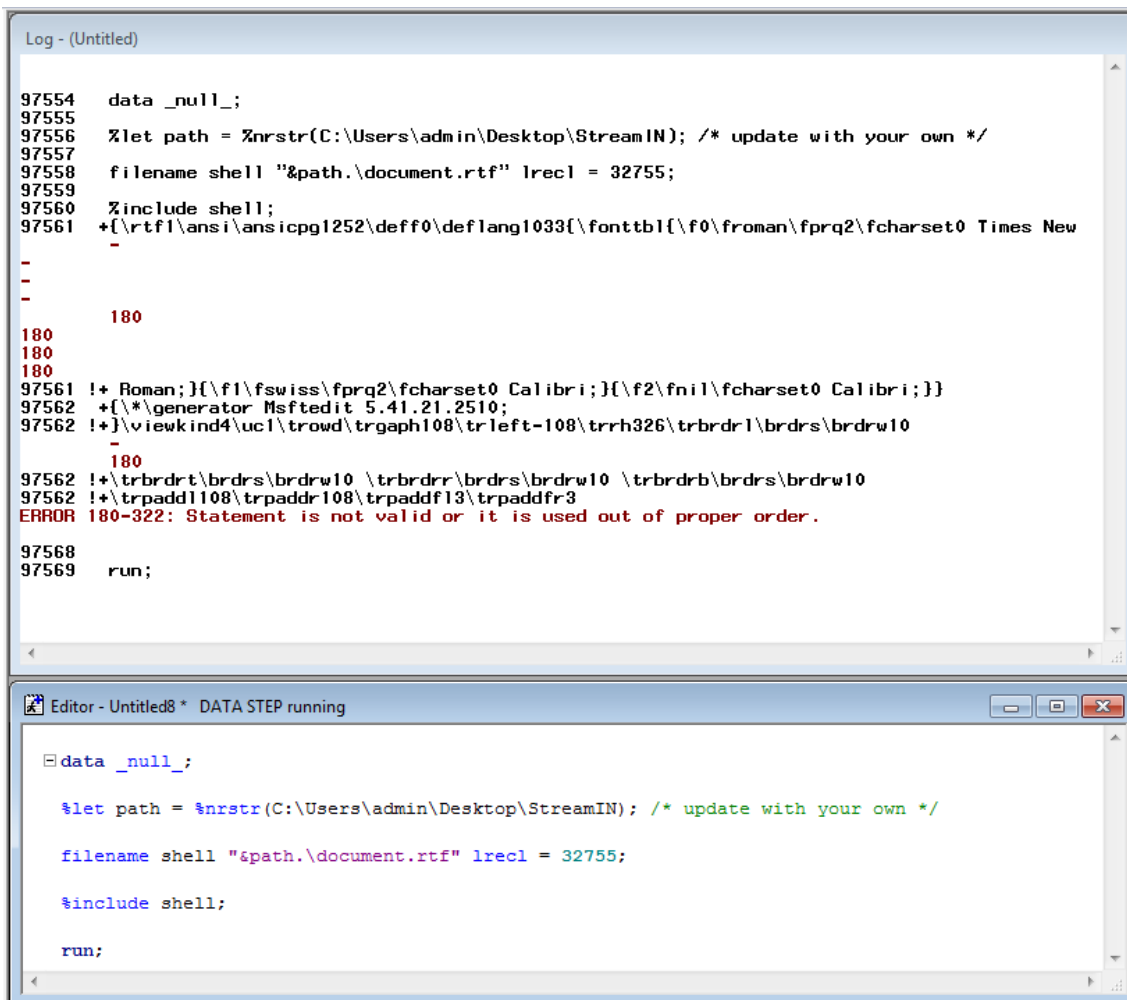 Log - (Untitled)
97554 data _null_;
97555
97556 %let path = %nrstr(C:\Users\admin\Desktop\StreamIN); /* update with your own */
97557
97558 filename shell "&path.\document.rtf" lrecl = 32755;
97559
97560 %include shell;
97561 +{\rtf1\ansi\ansicpg1252\deff0\deflang1033{\fonttbl{\f0\froman\fprq2\fcharset0 Times New
-
-
-
-
180
180
180
180
97561 !+ Roman;}{\f1\fswiss\fprq2\fcharset0 Calibri;}{\f2\fnil\fcharset0 Calibri;}}
97562 +{\*\generator Msftedit 5.41.21.2510;
97562 !+}\viewkind4\uc1\trowd\trgaph108\trleft-108\trrh326\trbrdrl\brdrs\brdrw10
-
180
97562 !+\trbrdrt\brdrs\brdrw10 \trbrdrr\brdrs\brdrw10 \trbrdrb\brdrs\brdrw10
97562 !+\trpaddl108\trpaddr108\trpaddfl3\trpaddfr3
ERROR 180-322: Statement is not valid or it is used out of proper order.
97568
97569 run;
Editor - Untitled8 * DATA STEP running
data _null_;
%let path = %nrstr(C:\Users\admin\Desktop\StreamIN); /* update with your own */
filename shell "&path.\document.rtf" lrecl = 32755;
%include shell;
run;